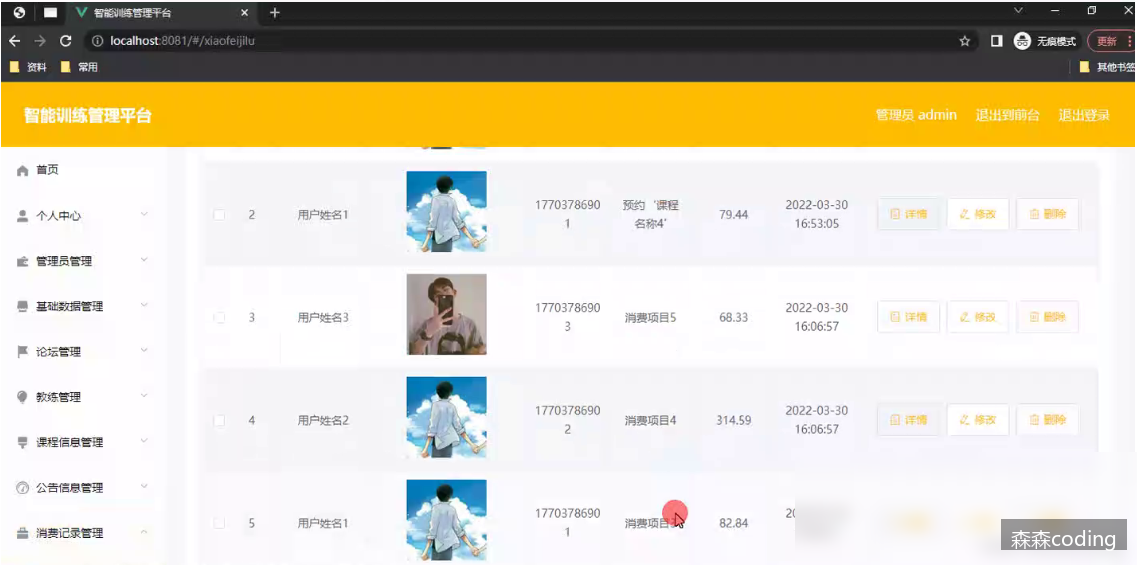 智能训练管理平台
localhost:8081/#/xiaofeijilu
无痕模式
更新
资料
常用
其他书签
智能训练管理平台
管理员 admin
退出到前台
退出登录
首页
个人中心
管理员管理
基础数据管理
论坛管理
教练管理
课程信息管理
公告信息管理
消费记录管理
2
用户姓名1
1770378690
1
预约‘课程
名称4’
79.44
2022-03-30
16:53:05
详情
修改
删除
3
用户姓名3
1770378690
3
消费项目5
68.33
2022-03-30
16:06:57
详情
修改
删除
4
用户姓名2
1770378690
2
消费项目4
314.59
2022-03-30
16:06:57
详情
修改
删除
5
用户姓名1
1770378690
1
消费项目
82.84
20
森森coding